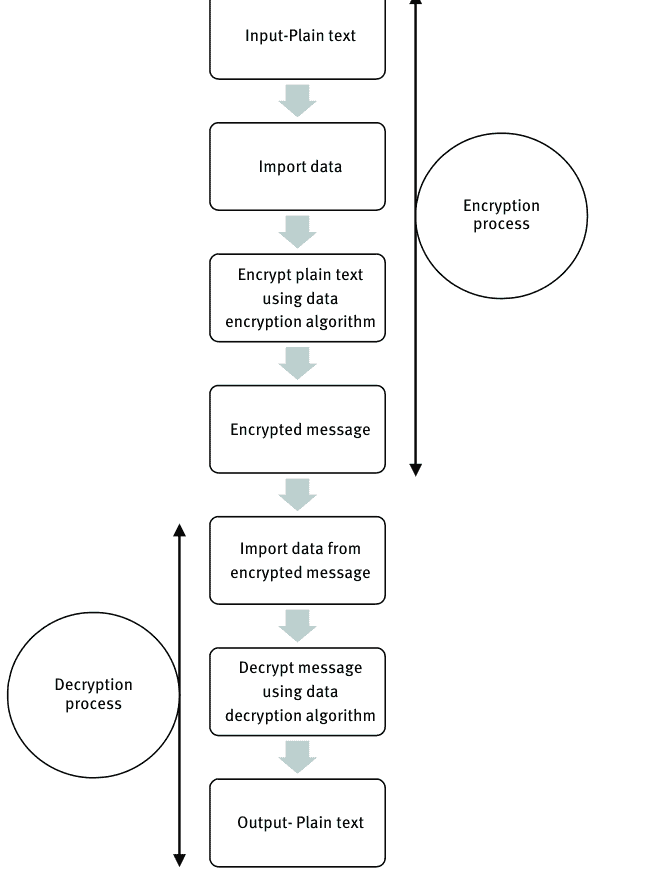 Input-Plain text
Import data
Encryption
process
Encrypt plain text
using data
encryption algorithm
Encrypted message
Import data from
encrypted message
Decryption
process
Decrypt message
using data
decryption algorithm
Output- Plain text